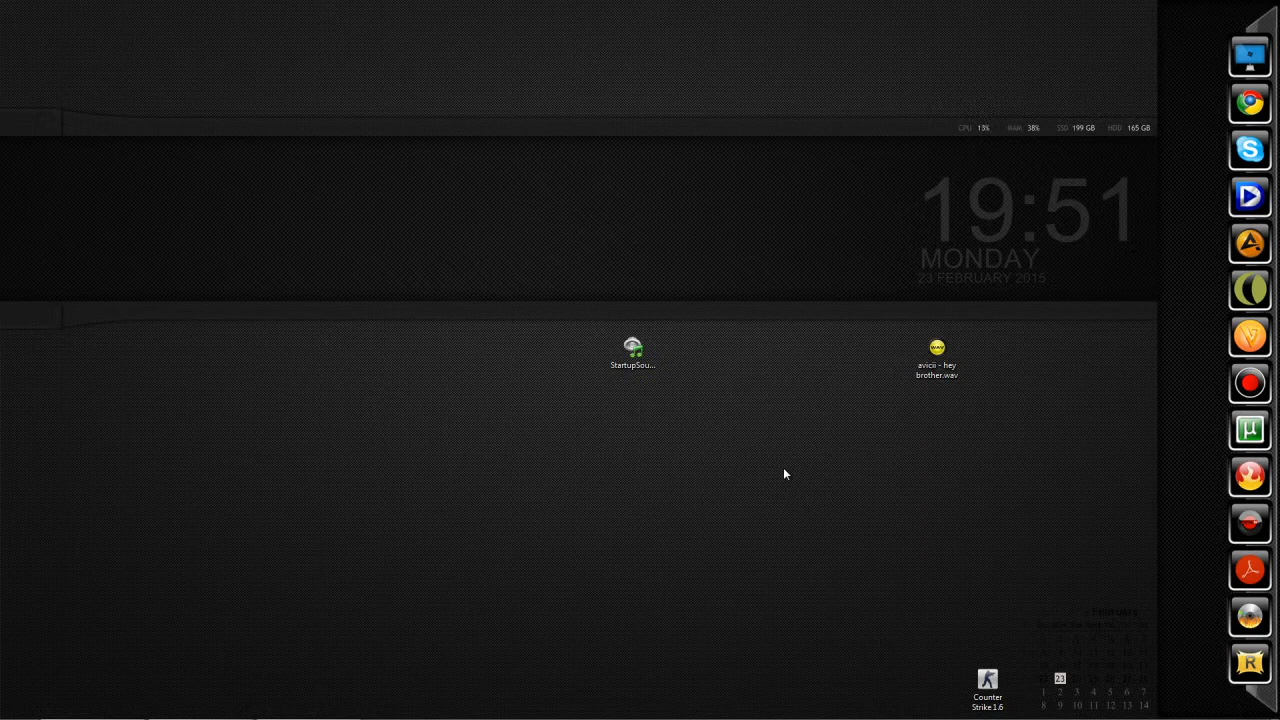 CPU 13% RAM 38% SSD 199 GB HDD 165 GB
19:51
MONDAY
23 FEBRUARY 2015
StartupSou...
avicii - hey
brother.wav
WAV
S
D
µ
R
Counter
Strike 1.6
February
23
1 2 3 4 5 6 7
8 9 10 11 12 13 14